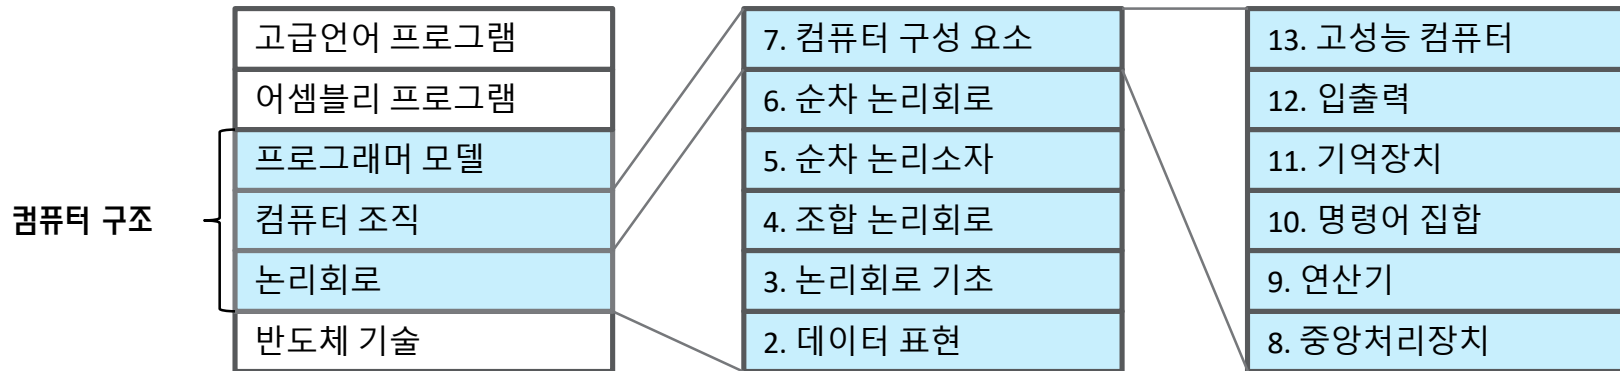 컴퓨터 구조
고급언어 프로그램
어셈블리 프로그램
프로그래머 모델
컴퓨터 조직
논리회로
반도체 기술
7. 컴퓨터 구성 요소
6. 순차 논리회로
5. 순차 논리소자
4. 조합 논리회로
3. 논리회로 기초
2. 데이터 표현
13. 고성능 컴퓨터
12. 입출력
11. 기억장치
10. 명령어 집합
9. 연산기
8. 중앙처리장치